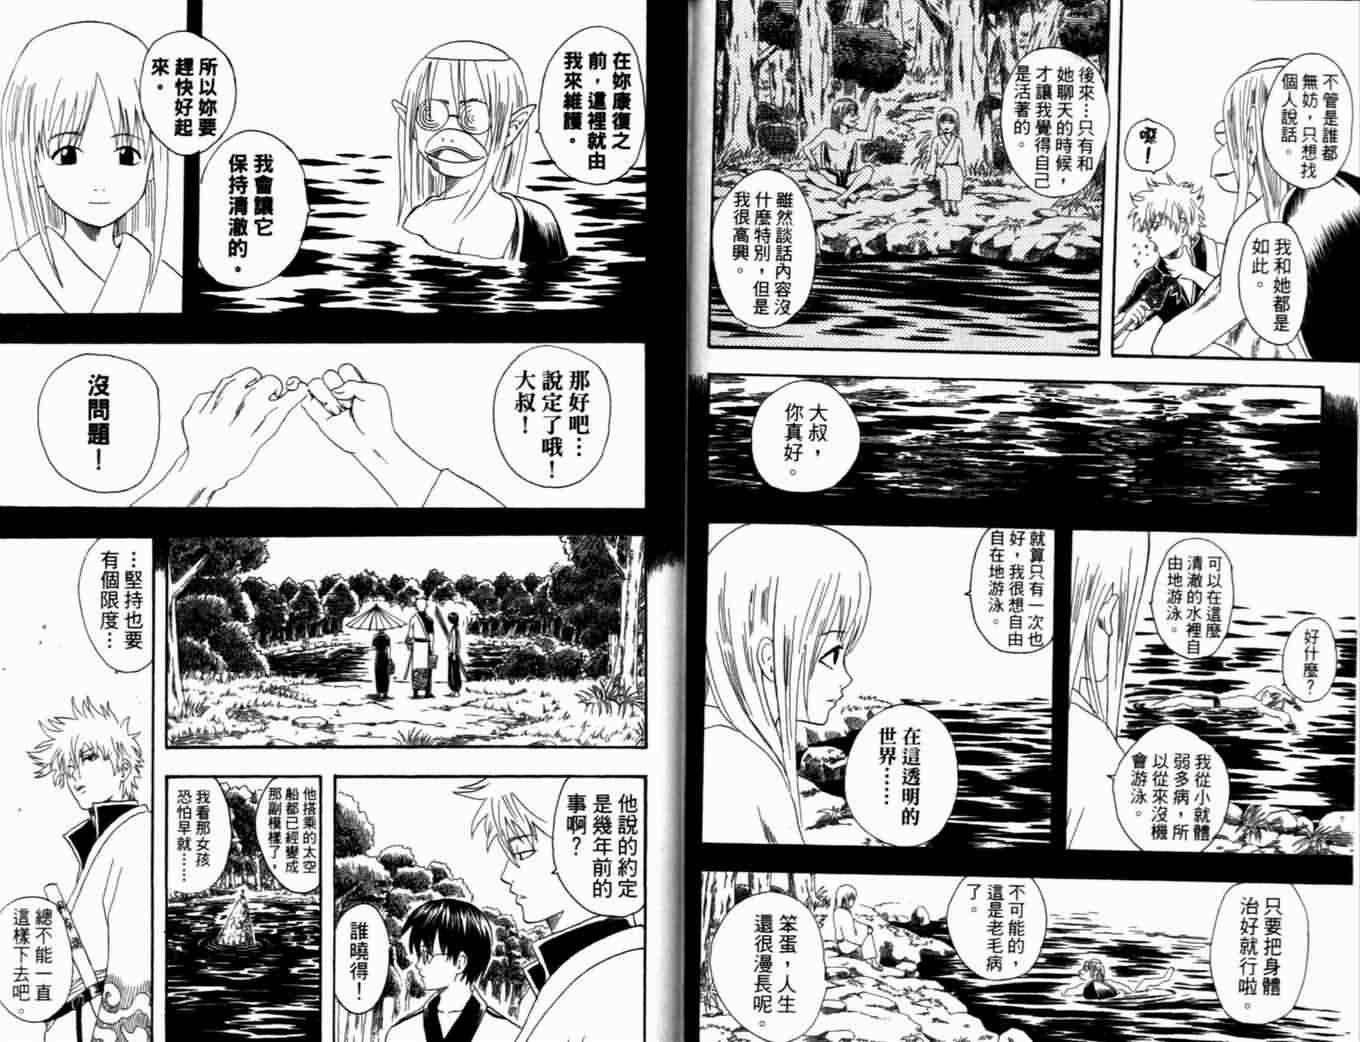 不管是誰都
無妨，只想找
個人說話。
嘹！
我和她都是
如此。
後來…只有和
她聊天的時候，
才讓我覺得自己
是活著的。
雖然談話內容沒
什麼特別，但是
我很高興。
大叔，
你真好。
好什麼？
可以在這麼
清澈的水裡自
由地游泳。
我從小就體
弱多病，所
以從來沒機
會游泳。
就算只有一次也
好，我很想自由
自在地游泳。
在這透明的
世界……
只要把身體
治好就行啦。
不可能的，
這是老毛病
了。
笨蛋，人生
還很漫長呢。
在妳康復之
前，這裡就由
我來維護。
我會讓它
保持清澈的。
所以妳要
趕快好起
來。
那好吧…
說定了哦！
大叔！
沒問題！
…堅持也要
有個限度…
他說的約定
是幾年前的
事啊？
誰曉得！
他搭乘的太空
船都已經變成
那副模樣了，
我看那女孩
恐怕早就……
總不能一直
這樣下去吧。